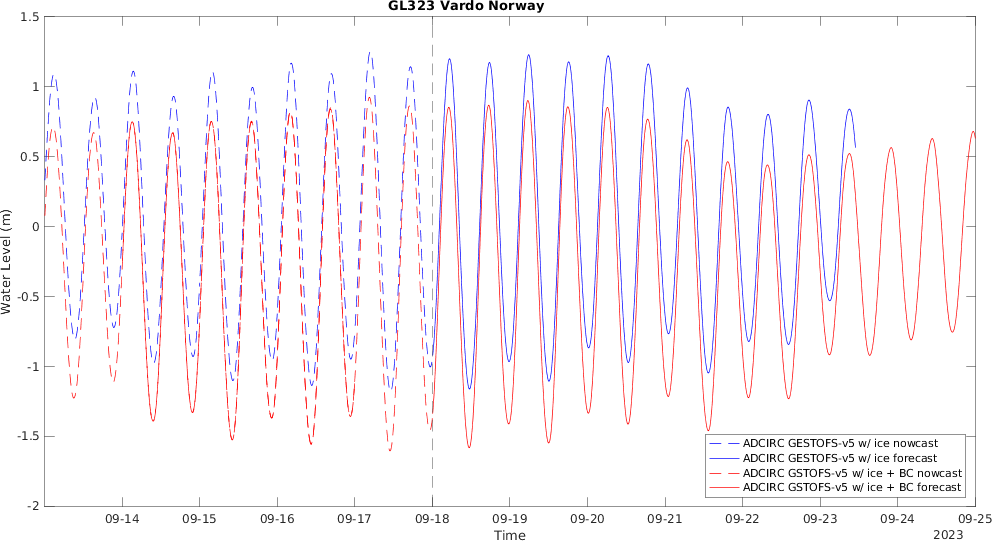 GL323 Vardo Norway
1.5
1
0.5
0
-0.5
-1
-1.5
-2
Water Level (m)
ADCIRC GESTOFS-v5 w/ ice nowcast
ADCIRC GESTOFS-v5 w/ ice forecast
ADCIRC GSTOFS-v5 w/ ice + BC nowcast
ADCIRC GSTOFS-v5 w/ ice + BC forecast
09-14 09-15 09-16 09-17 09-18 09-19 09-20 09-21 09-22 09-23 09-24 09-25
Time
2023